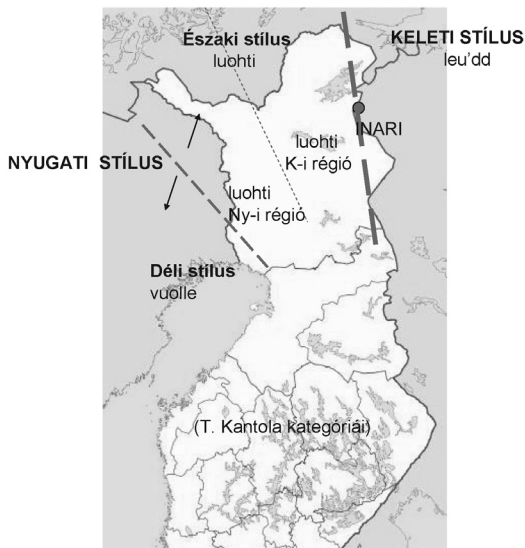 Északi stílus
luohti
KELETI STÍLUS
leu’dd
INARI
luohti
K-i régió
NYUGATI STÍLUS
luohti
Ny-i régió
Déli stílus
vuolle
(T. Kantola kategóriái)